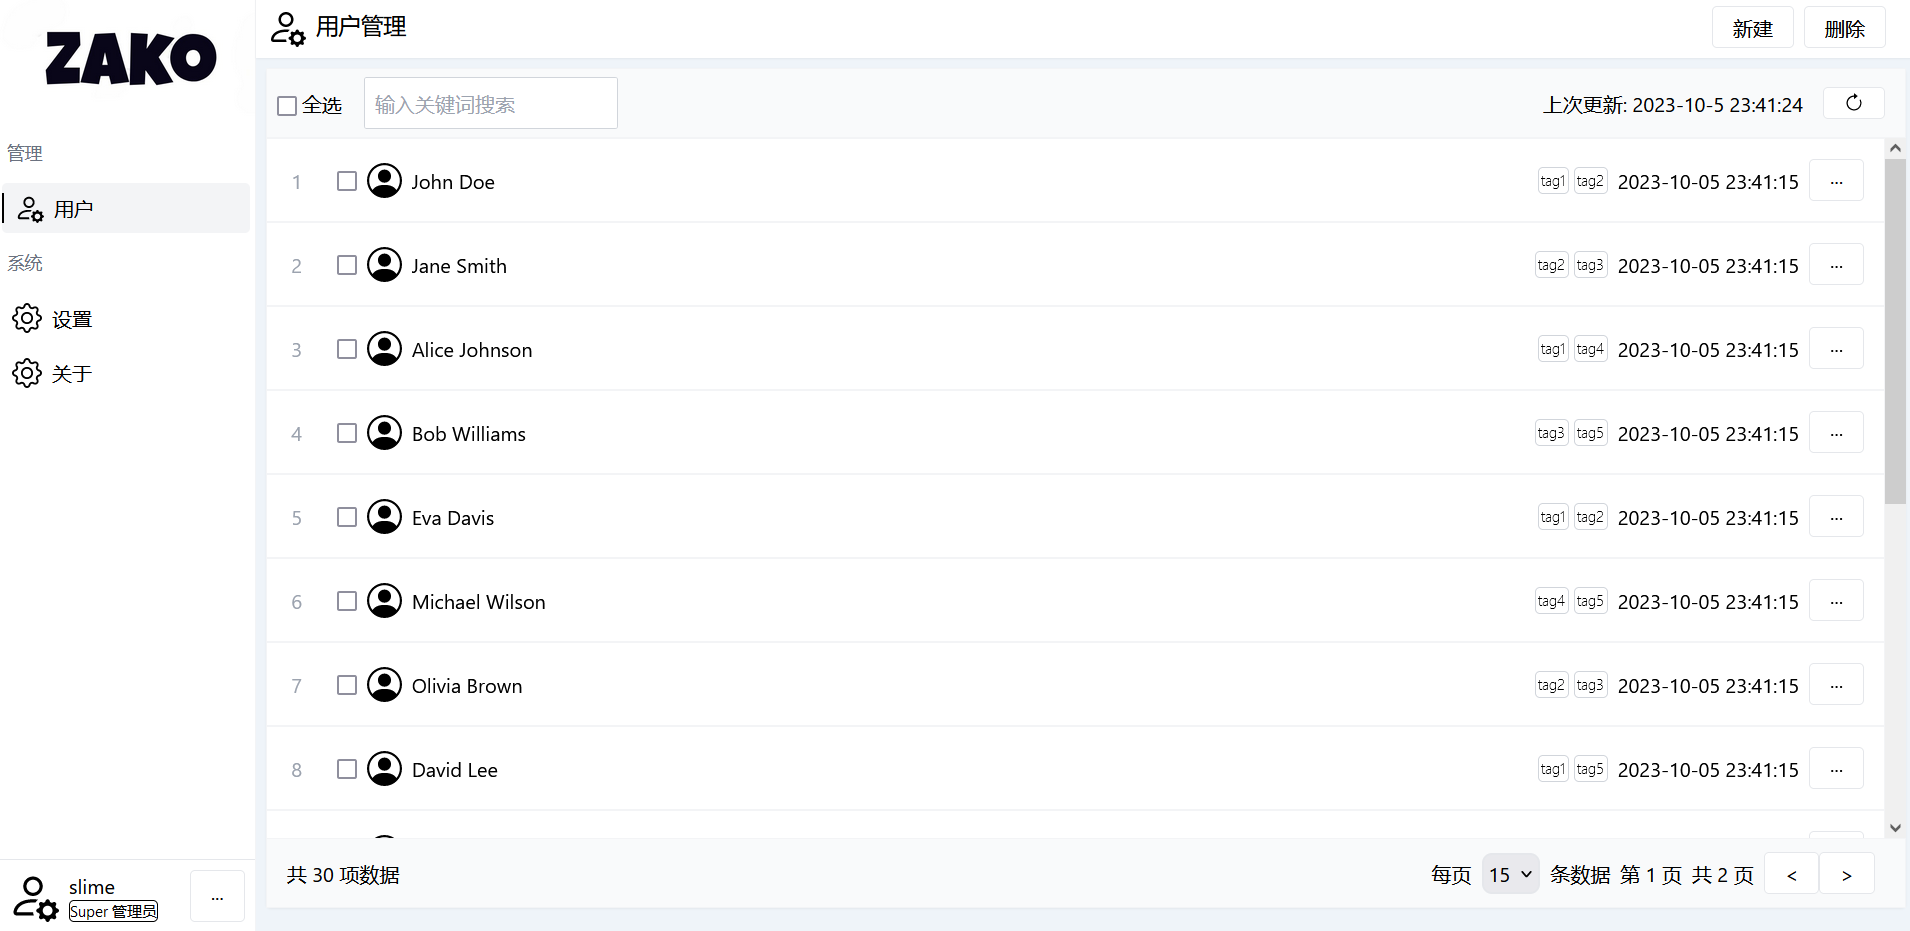 ZAKO
管理
用户
系统
设置
关于
slime
Super 管理员
...
用户管理
新建 删除
全选 输入关键词搜索 上次更新: 2023-10-5 23:41:24
1 John Doe tag1 tag2 2023-10-05 23:41:15 ...
2 Jane Smith tag2 tag3 2023-10-05 23:41:15 ...
3 Alice Johnson tag1 tag4 2023-10-05 23:41:15 ...
4 Bob Williams tag3 tag5 2023-10-05 23:41:15 ...
5 Eva Davis tag1 tag2 2023-10-05 23:41:15 ...
6 Michael Wilson tag4 tag5 2023-10-05 23:41:15 ...
7 Olivia Brown tag2 tag3 2023-10-05 23:41:15 ...
8 David Lee tag1 tag5 2023-10-05 23:41:15 ...
共 30 项数据 每页 15 条数据 第 1 页 共 2 页 < >